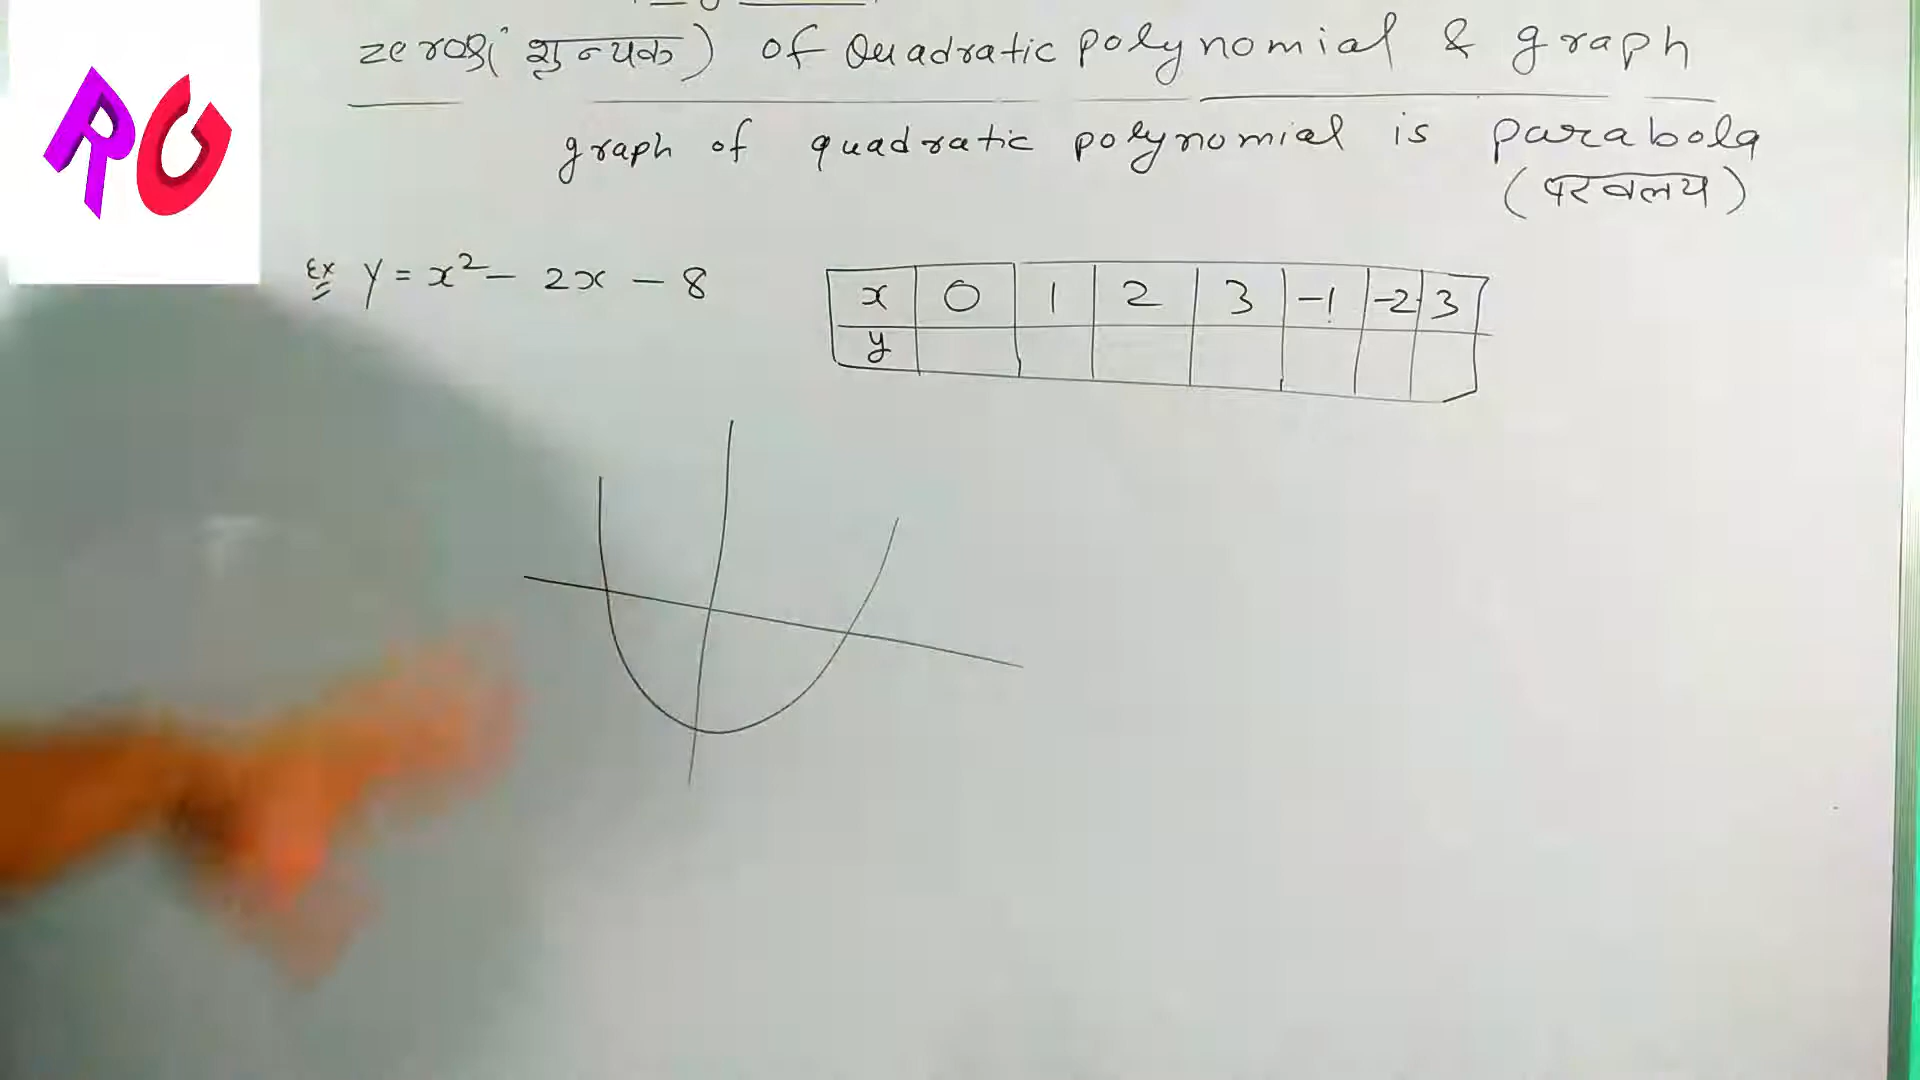 RG
zeroes (शुन्यक) of Quadratic polynomial & graph
graph of quadratic polynomial is parabola
(परवलय)
Ex y = x² - 2x - 8
x 0 1 2 3 -1 -2 3
y